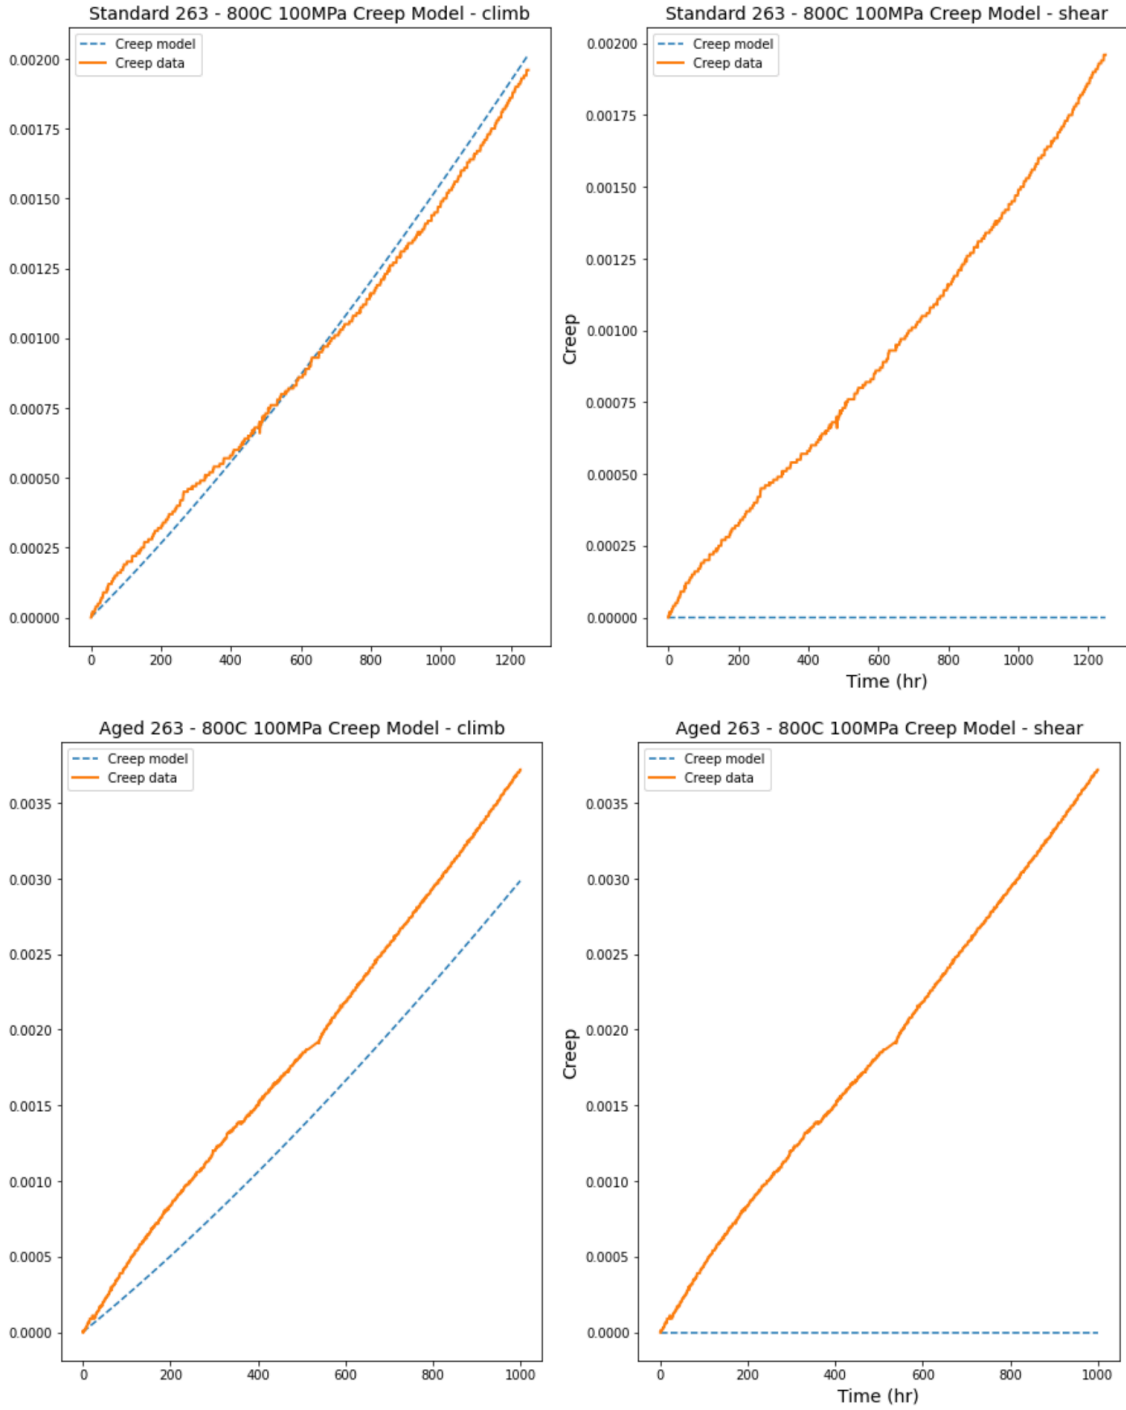 Standard 263 - 800C 100MPa Creep Model - climb
Creep model
Creep data
0.00200
0.00175
0.00150
0.00125
0.00100
0.00075
0.00050
0.00025
0.00000
0 200 400 600 800 1000 1200
Standard 263 - 800C 100MPa Creep Model - shear
Creep model
Creep data
Creep
0.00200
0.00175
0.00150
0.00125
0.00100
0.00075
0.00050
0.00025
0.00000
0 200 400 600 800 1000 1200
Time (hr)
Aged 263 - 800C 100MPa Creep Model - climb
Creep model
Creep data
0.0035
0.0030
0.0025
0.0020
0.0015
0.0010
0.0005
0.0000
0 200 400 600 800 1000
Aged 263 - 800C 100MPa Creep Model - shear
Creep model
Creep data
Creep
0.0035
0.0030
0.0025
0.0020
0.0015
0.0010
0.0005
0.0000
0 200 400 600 800 1000
Time (hr)